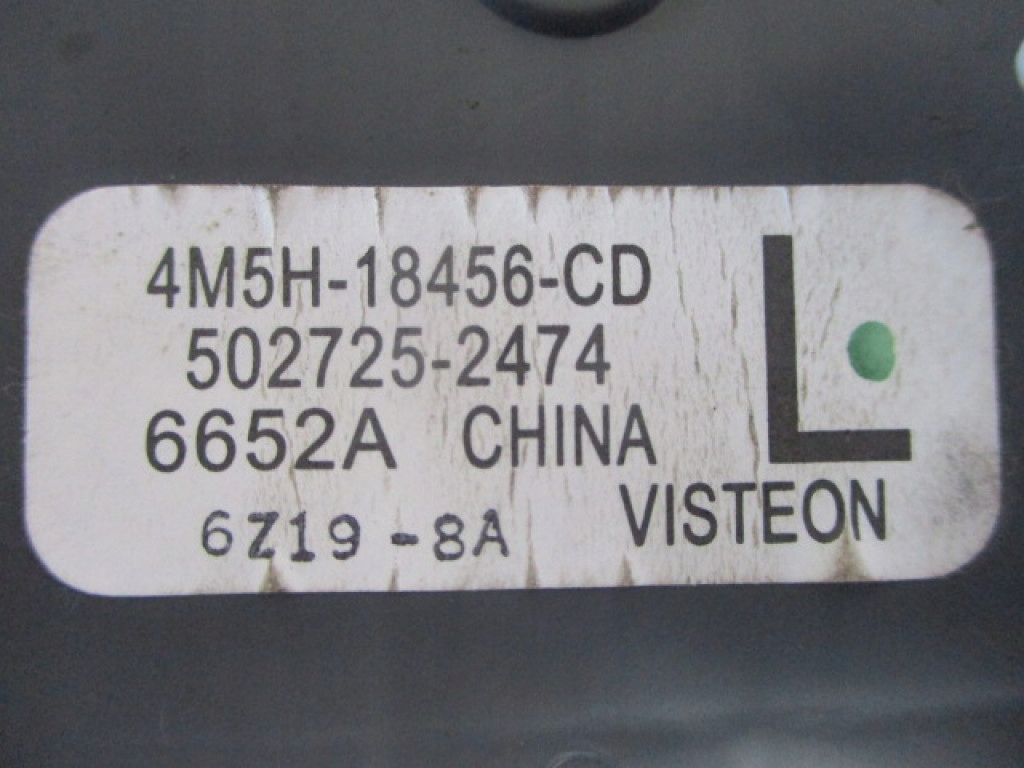 4M5H-18456-CD
502725-2474
6652A CHINA
L
6Z19-8A
VISTEON